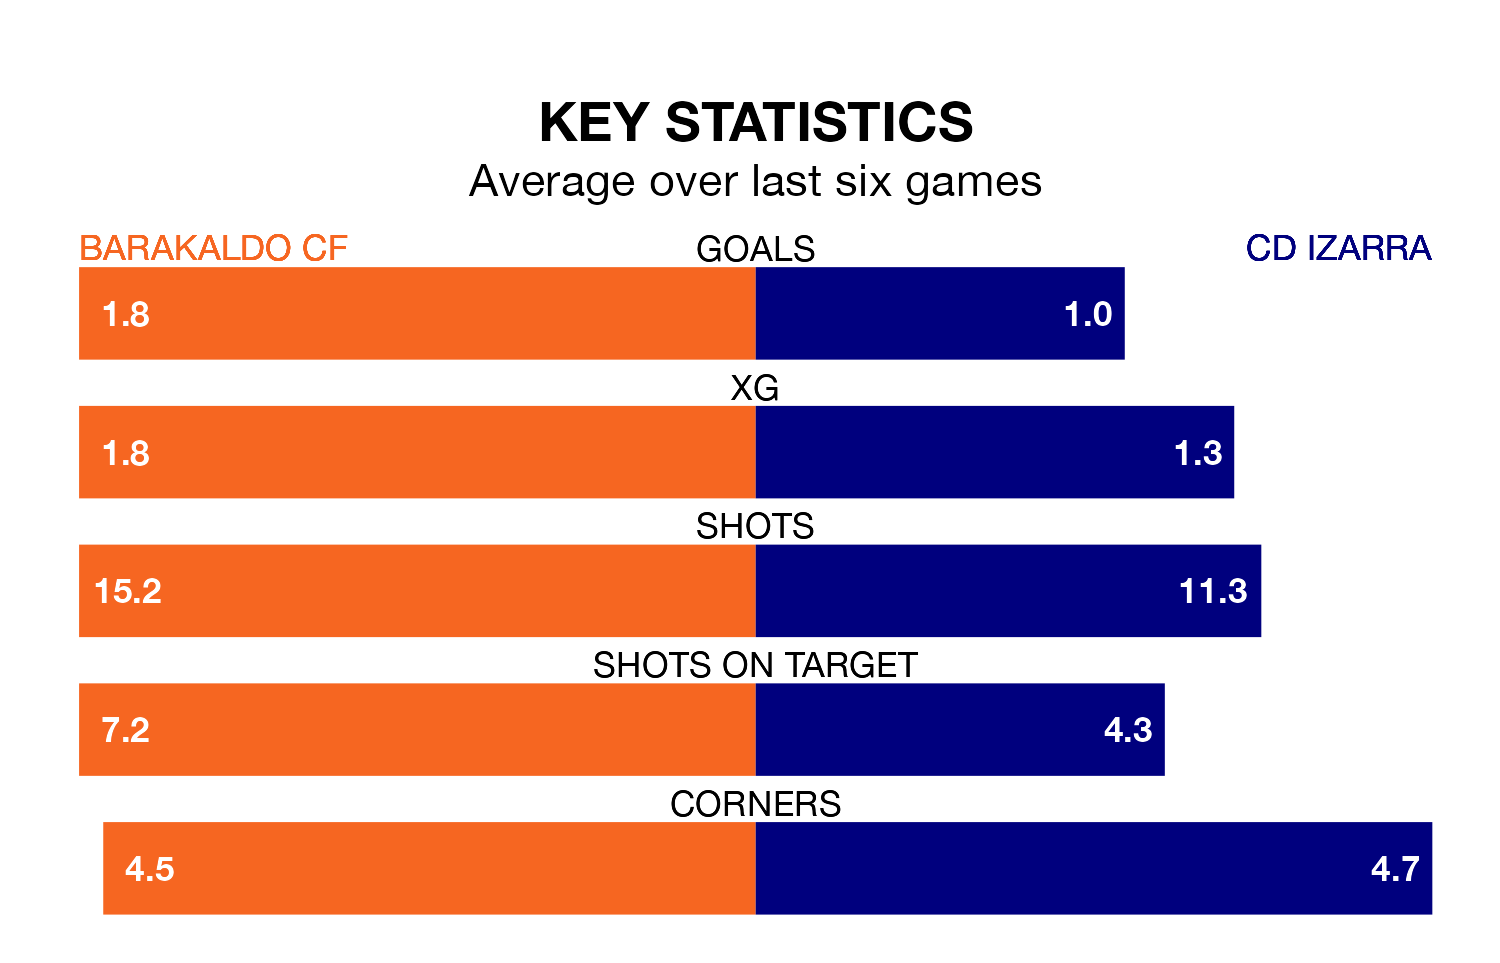 KEY STATISTICS
Average over last six games
BARAKALDO CF GOALS CD IZARRA
1.8 1.0
XG
1.8 1.3
SHOTS
15.2 11.3
SHOTS ON TARGET
7.2 4.3
CORNERS
4.5 4.7